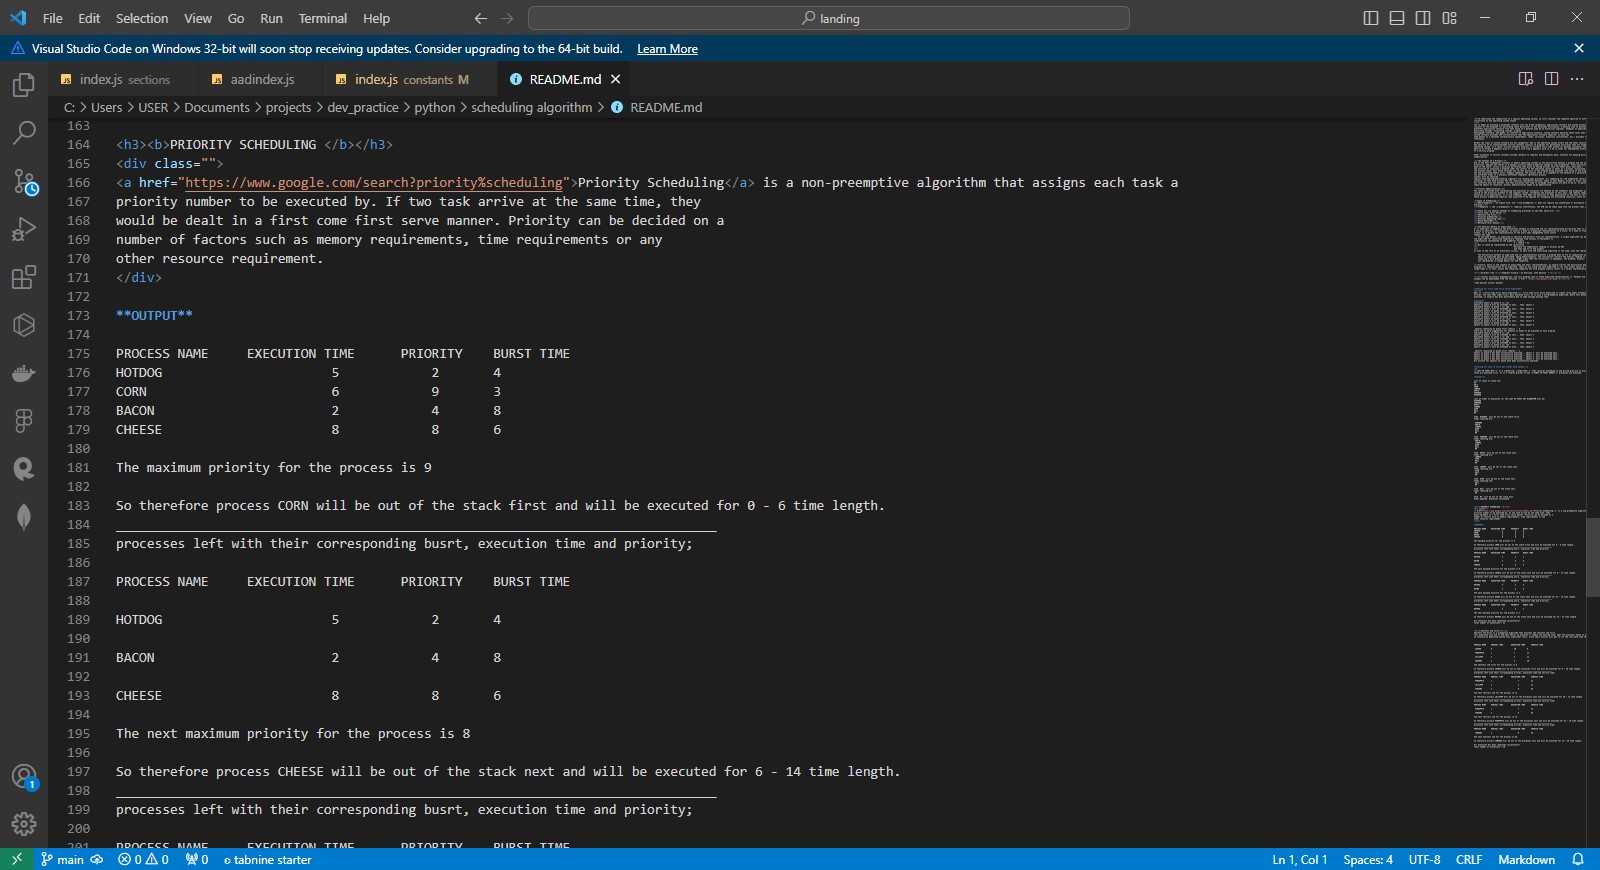 File Edit Selection View Go Run Terminal Help landing
Visual Studio Code on Windows 32-bit will soon stop receiving updates. Consider upgrading to the 64-bit build. Learn More
index.js sections aadindex.js index.js constants M README.md
C: > Users > USER > Documents > projects > dev_practice > python > scheduling algorithm > README.md
163
164 <h3><b>PRIORITY SCHEDULING </b></h3>
165 <div class="">
166 <a href="https://www.google.com/search?priority%scheduling">Priority Scheduling</a> is a non-preemptive algorithm that assigns each task a
167 priority number to be executed by. If two task arrive at the same time, they
168 would be dealt in a first come first serve manner. Priority can be decided on a
169 number of factors such as memory requirements, time requirements or any
170 other resource requirement.
171 </div>
172
173 **OUTPUT**
174
175 PROCESS NAME EXECUTION TIME PRIORITY BURST TIME
176 HOTDOG 5 2 4
177 CORN 6 9 3
178 BACON 2 4 8
179 CHEESE 8 8 6
180
181 The maximum priority for the process is 9
182
183 So therefore process CORN will be out of the stack first and will be executed for 0 - 6 time length.
184 ______________________________________________________________________________
185 processes left with their corresponding busrt, execution time and priority;
186
187 PROCESS NAME EXECUTION TIME PRIORITY BURST TIME
188
189 HOTDOG 5 2 4
190
191 BACON 2 4 8
192
193 CHEESE 8 8 6
194
195 The next maximum priority for the process is 8
196
197 So therefore process CHEESE will be out of the stack next and will be executed for 6 - 14 time length.
198 ______________________________________________________________________________
199 processes left with their corresponding busrt, execution time and priority;
200
201 PROCESS NAME EXECUTION TIME PRIORITY BURST TIME
1
main 0 0 0 tabnine starter Ln 1, Col 1 Spaces: 4 UTF-8 CRLF Markdown